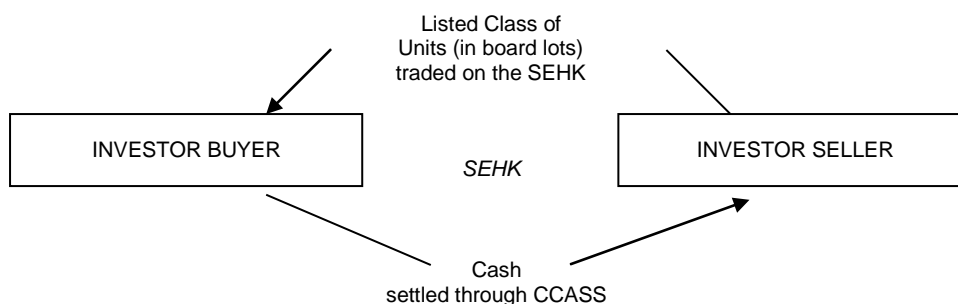 Listed Class of
Units (in board lots)
traded on the SEHK
INVESTOR BUYER
SEHK
INVESTOR SELLER
Cash
settled through CCASS